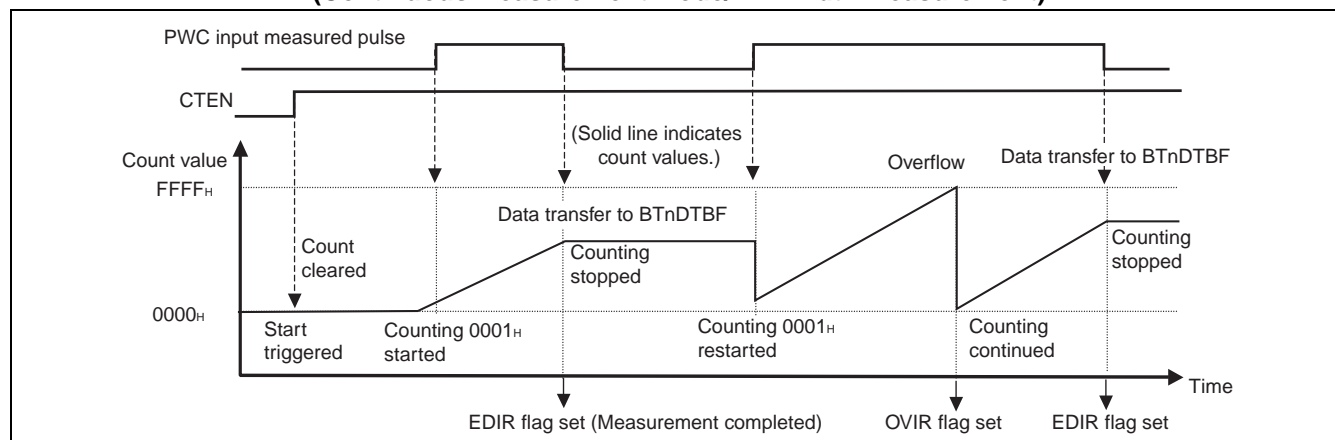 PWC input measured pulse
CTEN
(Solid line indicates
count values.)
Count value
Overflow
Data transfer to BTnDTBF
FFFFH
Data transfer to BTnDTBF
Count
cleared
Counting
stopped
Counting
stopped
0000H
Start
triggered
Counting 0001H
started
Counting 0001H
restarted
Counting
continued
Time
EDIR flag set (Measurement completed)
OVIR flag set
EDIR flag set